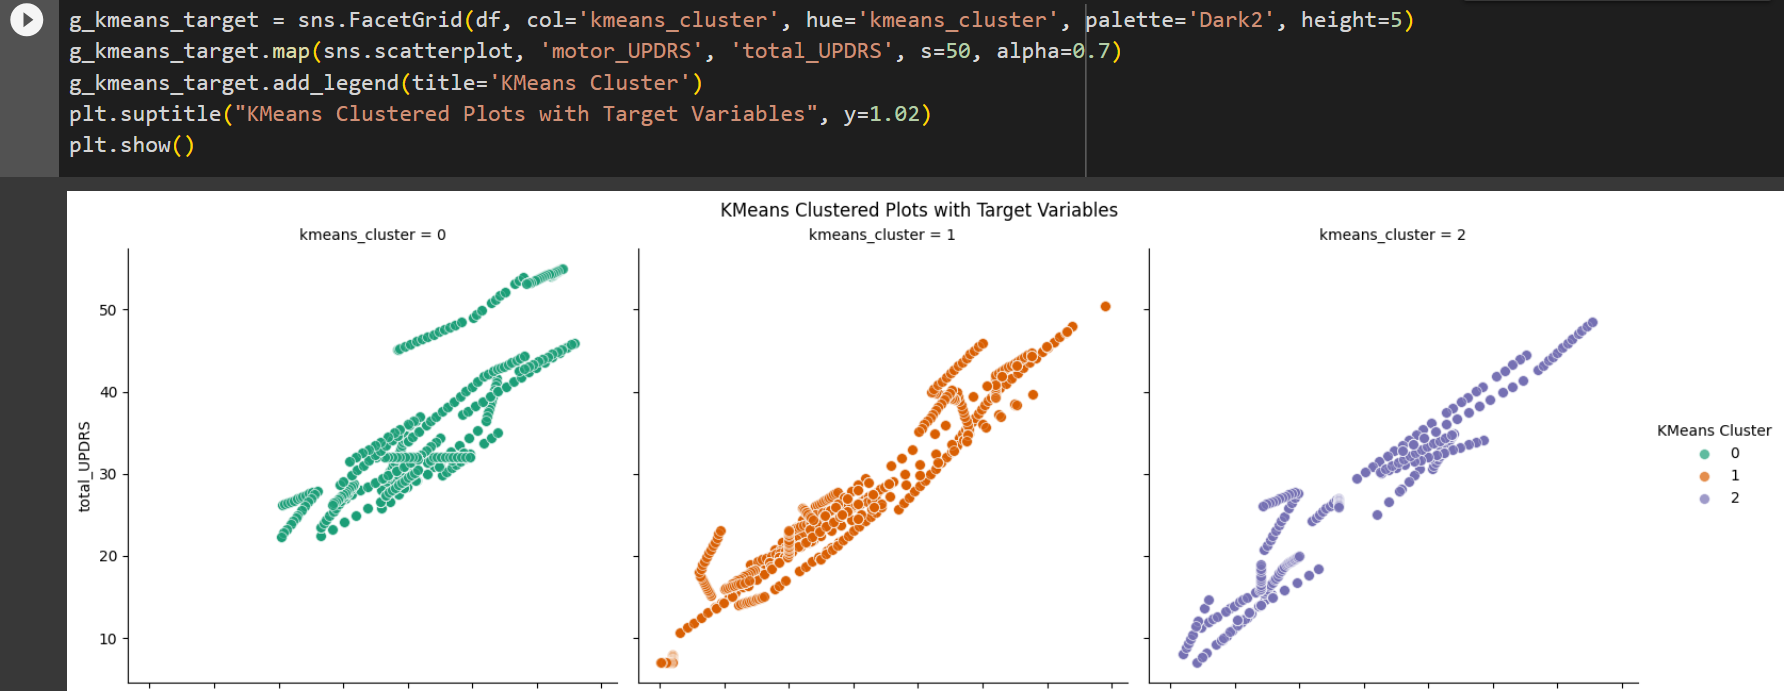 g_kmeans_target = sns.FacetGrid(df, col='kmeans_cluster', hue='kmeans_cluster', palette='Dark2', height=5)
g_kmeans_target.map(sns.scatterplot, 'motor_UPDRS', 'total_UPDRS', s=50, alpha=0.7)
g_kmeans_target.add_legend(title='KMeans Cluster')
plt.suptitle("KMeans Clustered Plots with Target Variables", y=1.02)
plt.show()
KMeans Clustered Plots with Target Variables
kmeans_cluster = 0
kmeans_cluster = 1
kmeans_cluster = 2
total_UPDRS
50
40
30
20
10
KMeans Cluster
0
1
2